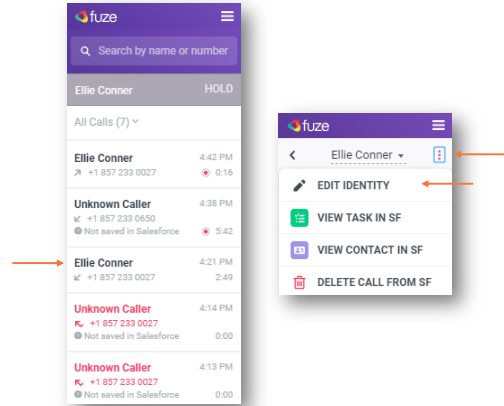 fuze
Search by name or number
Ellie Conner HOLD
All Calls (7)
Ellie Conner 4:42 PM
+1 857 233 0027 0:16
Unknown Caller 4:38 PM
+1 857 233 0650
Not saved in Salesforce 5:42
Ellie Conner 4:21 PM
+1 857 233 0027 2:49
Unknown Caller 4:14 PM
+1 857 233 0027
Not saved in Salesforce 0:00
Unknown Caller 4:13 PM
+1 857 233 0027
Not saved in Salesforce 0:00
fuze
Ellie Conner
EDIT IDENTITY
VIEW TASK IN SF
VIEW CONTACT IN SF
DELETE CALL FROM SF